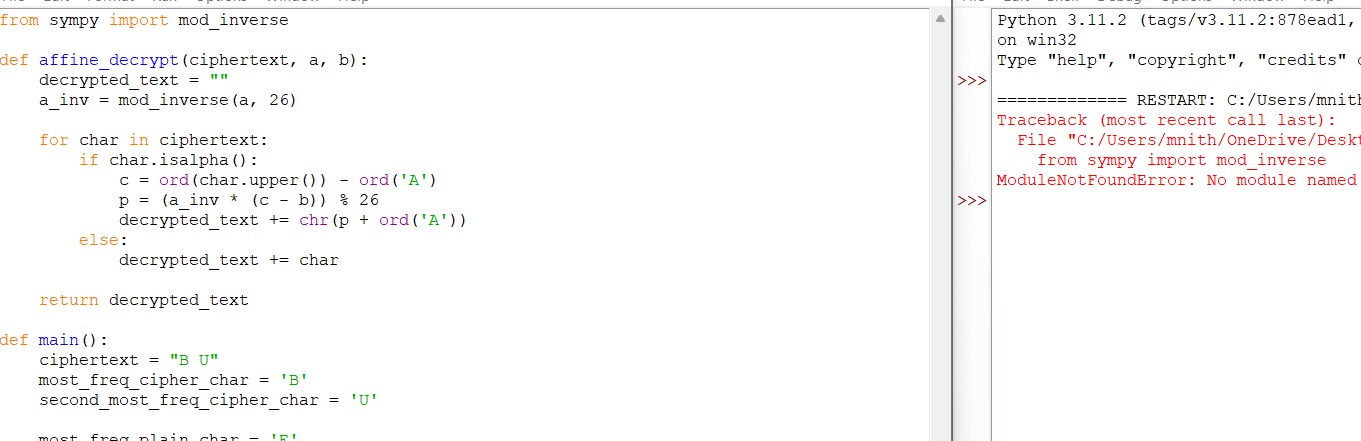 from sympy import mod_inverse
def affine_decrypt(ciphertext, a, b):
    decrypted_text = ""
    a_inv = mod_inverse(a, 26)
    for char in ciphertext:
        if char.isalpha():
            c = ord(char.upper()) - ord('A')
            p = (a_inv * (c - b)) % 26
            decrypted_text += chr(p + ord('A'))
        else:
            decrypted_text += char
    return decrypted_text
def main():
    ciphertext = "B U"
    most_freq_cipher_char = 'B'
    second_most_freq_cipher_char = 'U'
    most_freq_plain_char = 'E'
Python 3.11.2 (tags/v3.11.2:878ead1,
on win32
Type "help", "copyright", "credits"
>>>
============= RESTART: C:/Users/mnith
Traceback (most recent call last):
  File "C:/Users/mnith/OneDrive/Deskt
    from sympy import mod_inverse
ModuleNotFoundError: No module named
>>>